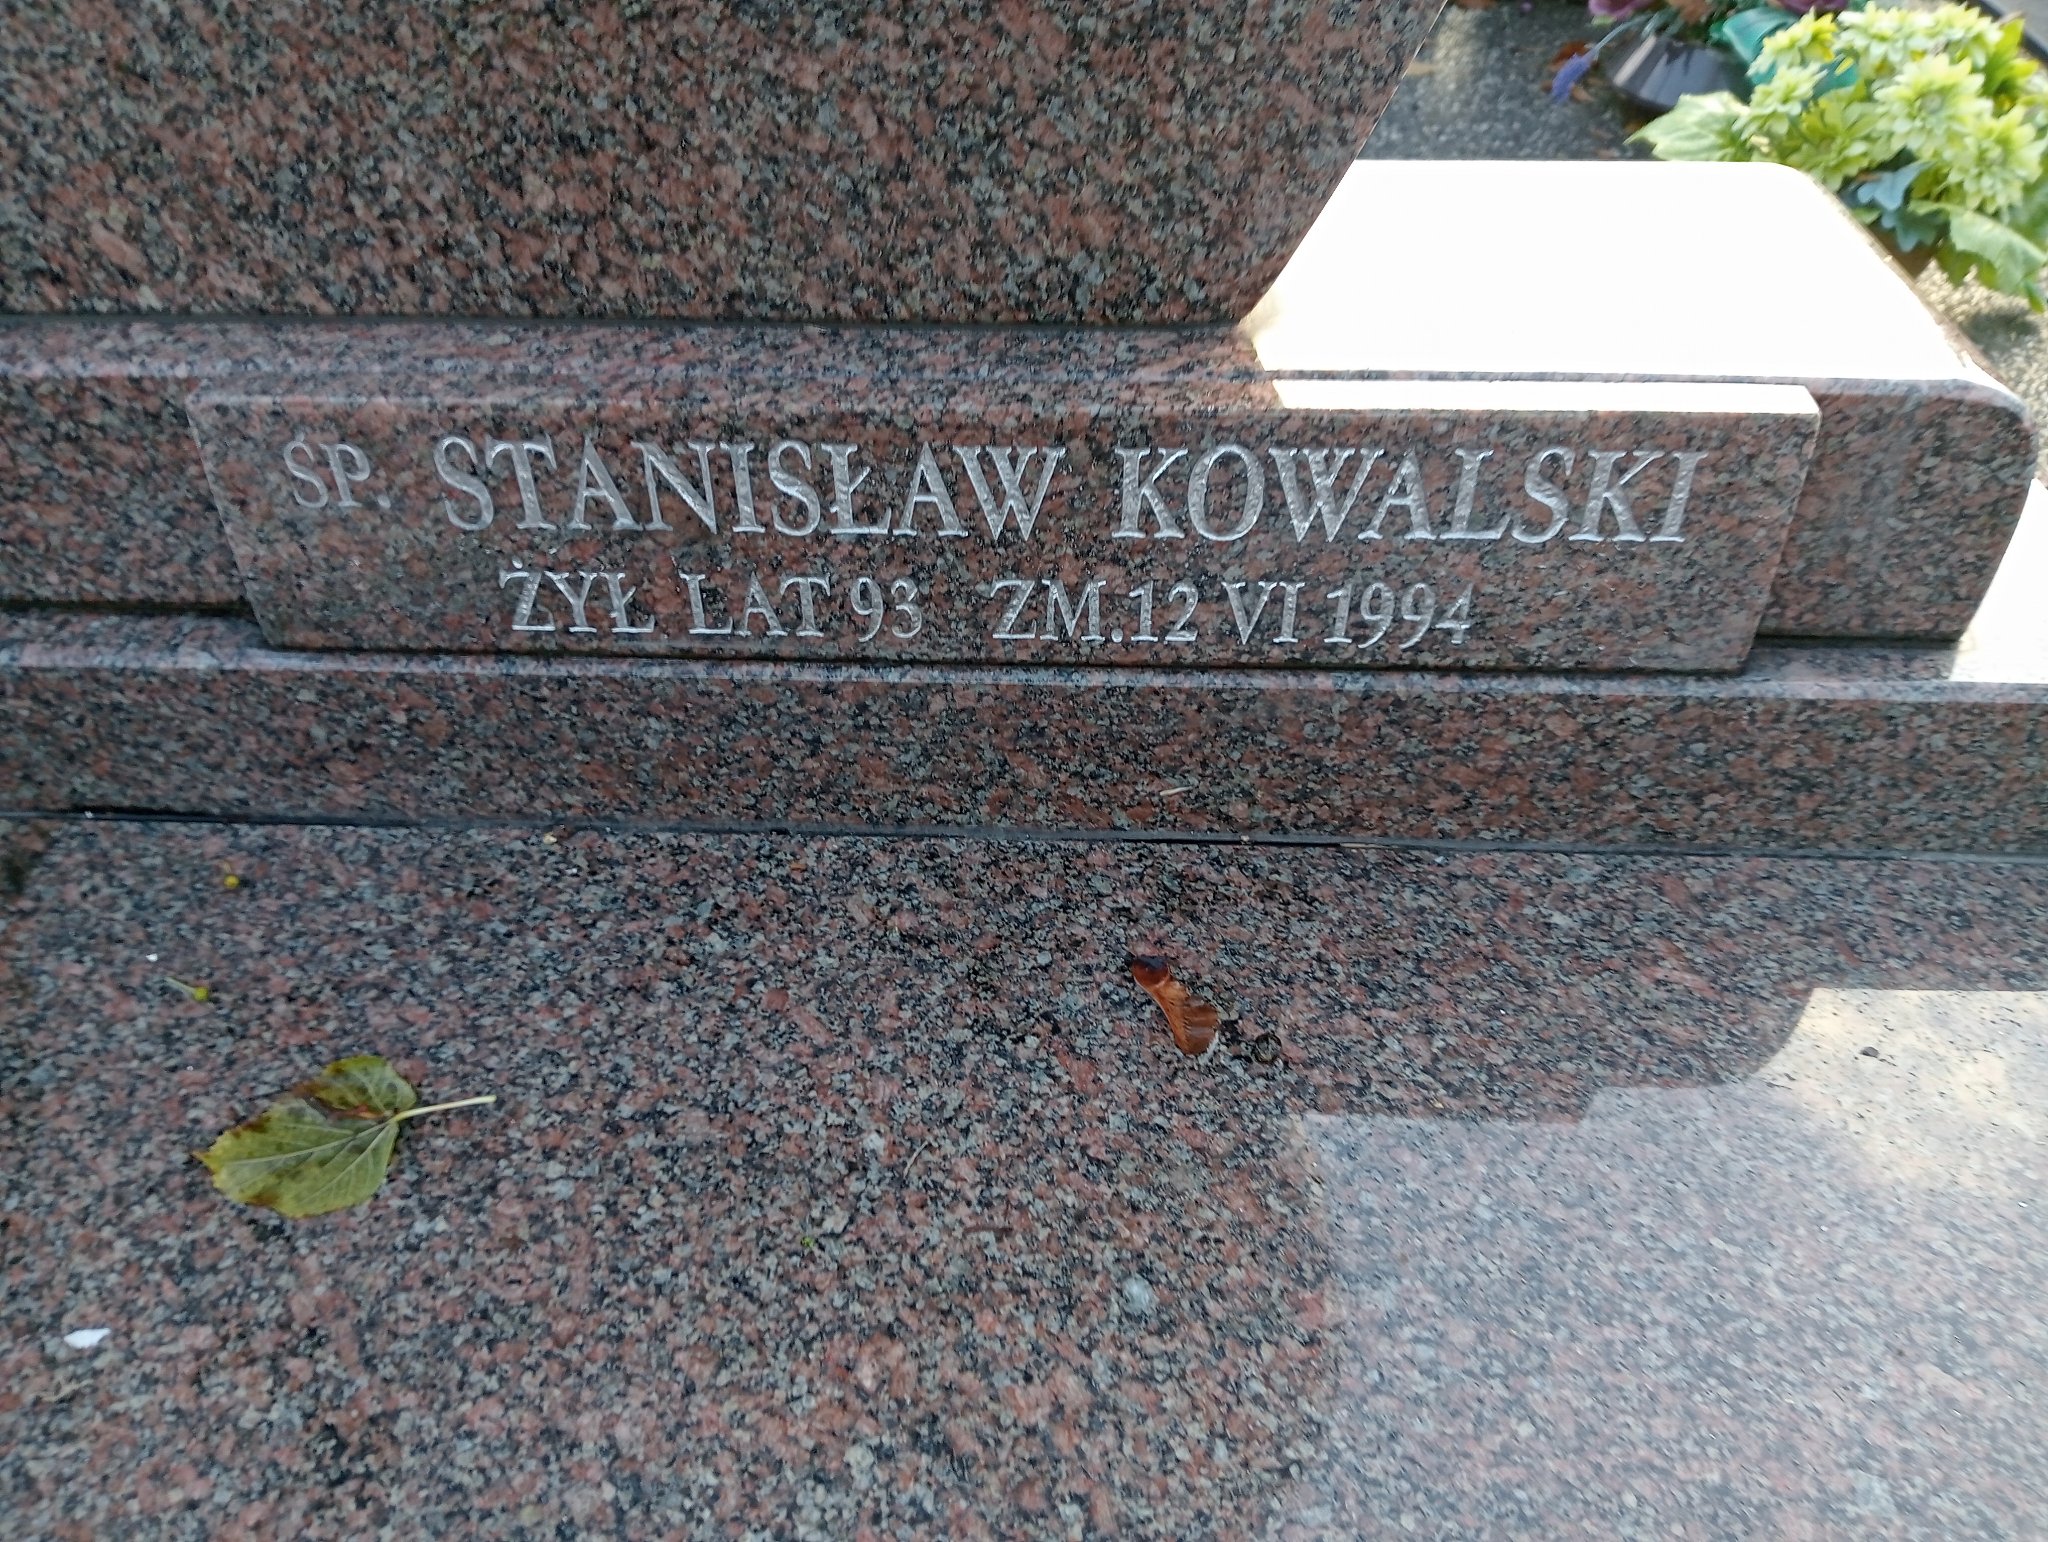 ŚP. STANISŁAW KOWALSKI
ŻYŁ LAT 93 ZM. 12 VI 1994